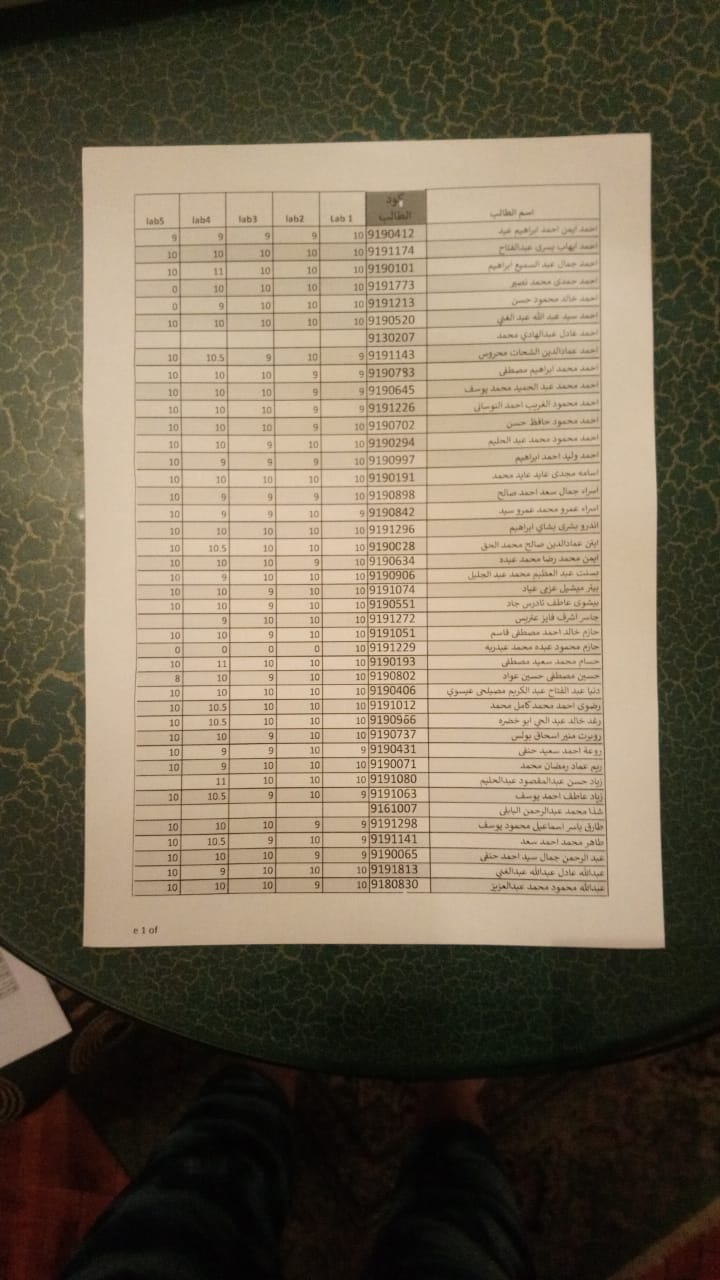 اسم الطالب كود الطالب Lab 1 lab2 lab3 lab4 lab5
احمد ايمن احمد ابراهيم عيد 9190412 10 9 9 9 9
احمد ايهاب يسرى عبدالفتاح 9191174 10 10 10 10 10
احمد جمال عبد السميع ابراهيم 9190101 10 10 10 11 10
احمد حمدى محمد نصير 9191773 10 10 10 10 0
احمد خالد محمود حسن 9191213 10 10 10 9 0
احمد سيد عبد الله عبد الغني 9190520 10 10 10 10 10
احمد عادل عبدالهادي محمد 9130207
احمد عمادالدين الشحات محروس 9191143 9 10 9 10.5 10
احمد محمد ابراهيم مصطفى 9190783 9 9 10 10 10
احمد محمد عبد الحميد محمد يوسف 9190645 9 9 10 10 10
احمد محمود الغريب احمد 9191226 9 9 10 10 10
احمد محمود حافظ حسن 9190702 10 9 10 10 10
احمد محمود محمد عبد الحليم 9190294 10 10 9 10 10
احمد وليد احمد ابراهيم 9190997 10 9 9 9 10
اسامه مجدى عابد عابد محمد 9190191 10 10 10 10 10
اسراء جمال سعد احمد صالح 9190898 10 9 9 9 10
اسراء عمرو محمد عمرو سيد 9190842 9 10 9 9 10
اندرو بشرى بشاي ابراهيم 9191296 10 10 10 10 10
ايتن عمادالدين صالح محمد الحق 9190028 10 10 10 10.5 10
ايمن محمد رضا محمد عبده 9190634 10 9 10 10 10
بسنت عبد العظيم محمد عبد الجليل 9190906 10 10 10 9 10
بيتر ميشيل عزمى عياد 9191074 10 10 9 10 10
بيشوى عاطف تادرس جاد 9190551 10 10 9 10 10
جاسر اشرف فايز عتريس 9191272 10 10 10 9
حازم خالد احمد مصطفى قاسم 9191051 10 10 9 10 10
حازم محمود عبده محمد عبدربه 9191229 10 0 0 0 0
حسام محمد سعيد مصطفى 9190193 10 10 10 11 10
حسين مصطفى حسين عواد 9190802 10 10 9 10 8
دنيا عبد الفتاح عبد الكريم مصيلحى عيسوي 9190406 10 10 10 10 10
رضوى احمد محمد كامل محمد 9191012 10 10 10 10.5 10
رغد خالد عبد الحي ابو خضره 9190966 10 10 10 10.5 10
روبرت منير اسحاق بولس 9190737 10 10 9 10 10
روعة احمد سعيد حنفى 9190431 9 10 9 9 10
ريم عماد رمضان محمد 9190071 10 10 10 9 10
زياد حسن عبدالمقصود عبدالحليم 9191080 10 10 10 11
زياد عاطف احمد يوسف 9191063 9 10 9 10.5 10
شذا محمد عبدالرحمن البابلى 9161007
طارق ياسر اسماعيل محمود يوسف 9191298 9 9 10 10 10
طاهر محمد احمد سعد 9191141 9 10 9 10.5 10
عبد الرحمن جمال سيد احمد حنفى 9190065 9 9 10 10 10
عبدالله عادل عبدالله عبدالغني 9191813 10 10 10 9 10
عبدالله محمود محمد عبدالعزيز 9180830 10 9 10 10 10
e 1 of